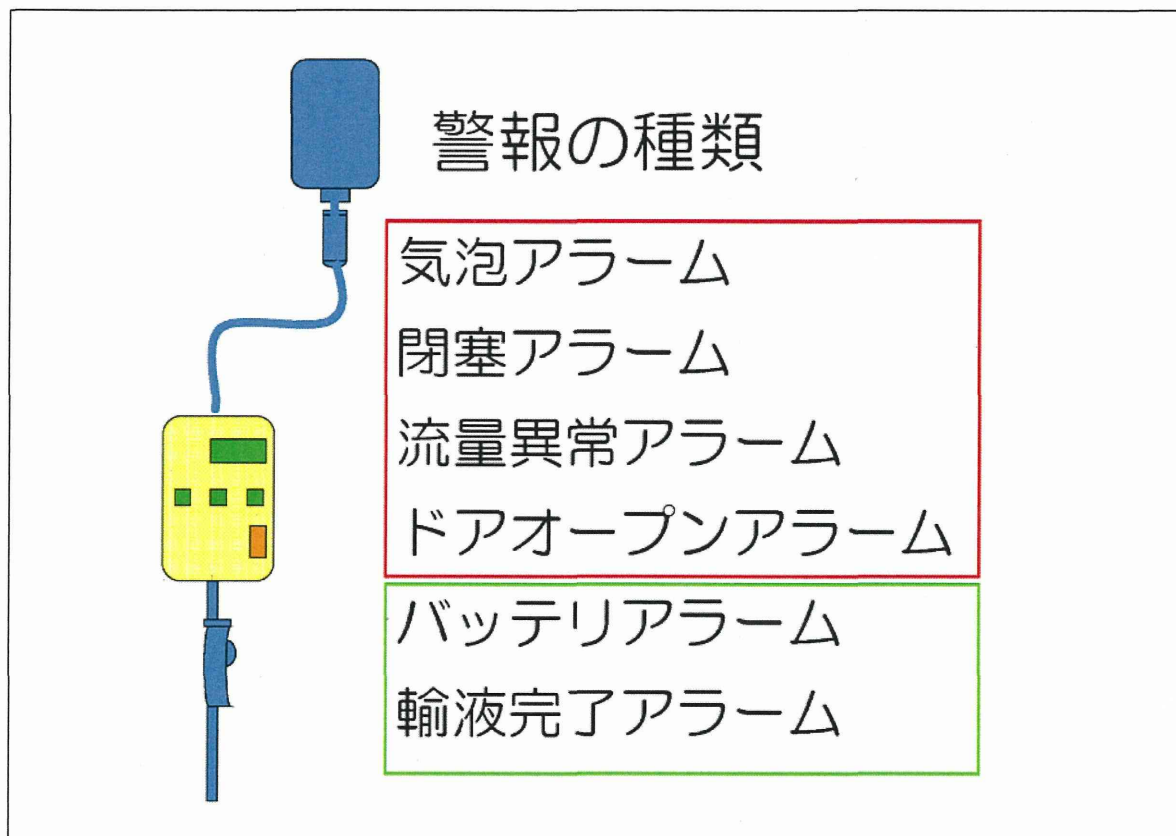 警報の種類
気泡アラーム
閉塞アラーム
流量異常アラーム
ドアオープンアラーム
バッテリアラーム
輸液完了アラーム